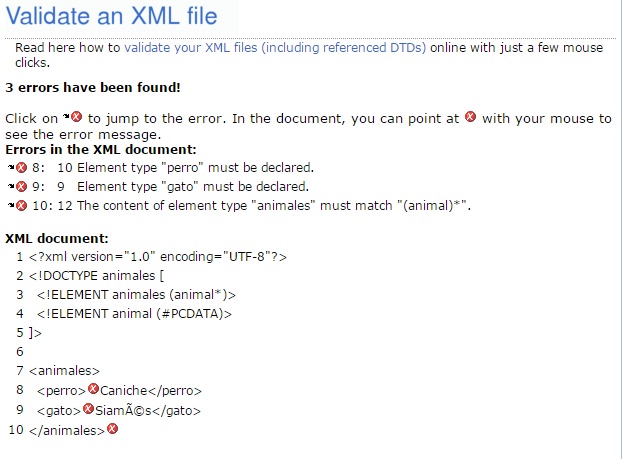 Validate an XML file
Read here how to validate your XML files (including referenced DTDs) online with just a few mouse
clicks.
3 errors have been found!
Click on to jump to the error. In the document, you can point at with your mouse to
see the error message.
Errors in the XML document:
8: 10 Element type "perro" must be declared.
9: 9 Element type "gato" must be declared.
10: 12 The content of element type "animales" must match "(animal)*".
XML document:
1 <?xml version="1.0" encoding="UTF-8"?>
2 <!DOCTYPE animales [
3 <!ELEMENT animales (animal*)>
4 <!ELEMENT animal (#PCDATA)>
5 ]>
6
7 <animales>
8 <perro>Caniche</perro>
9 <gato>SiamÃ©s</gato>
10 </animales>